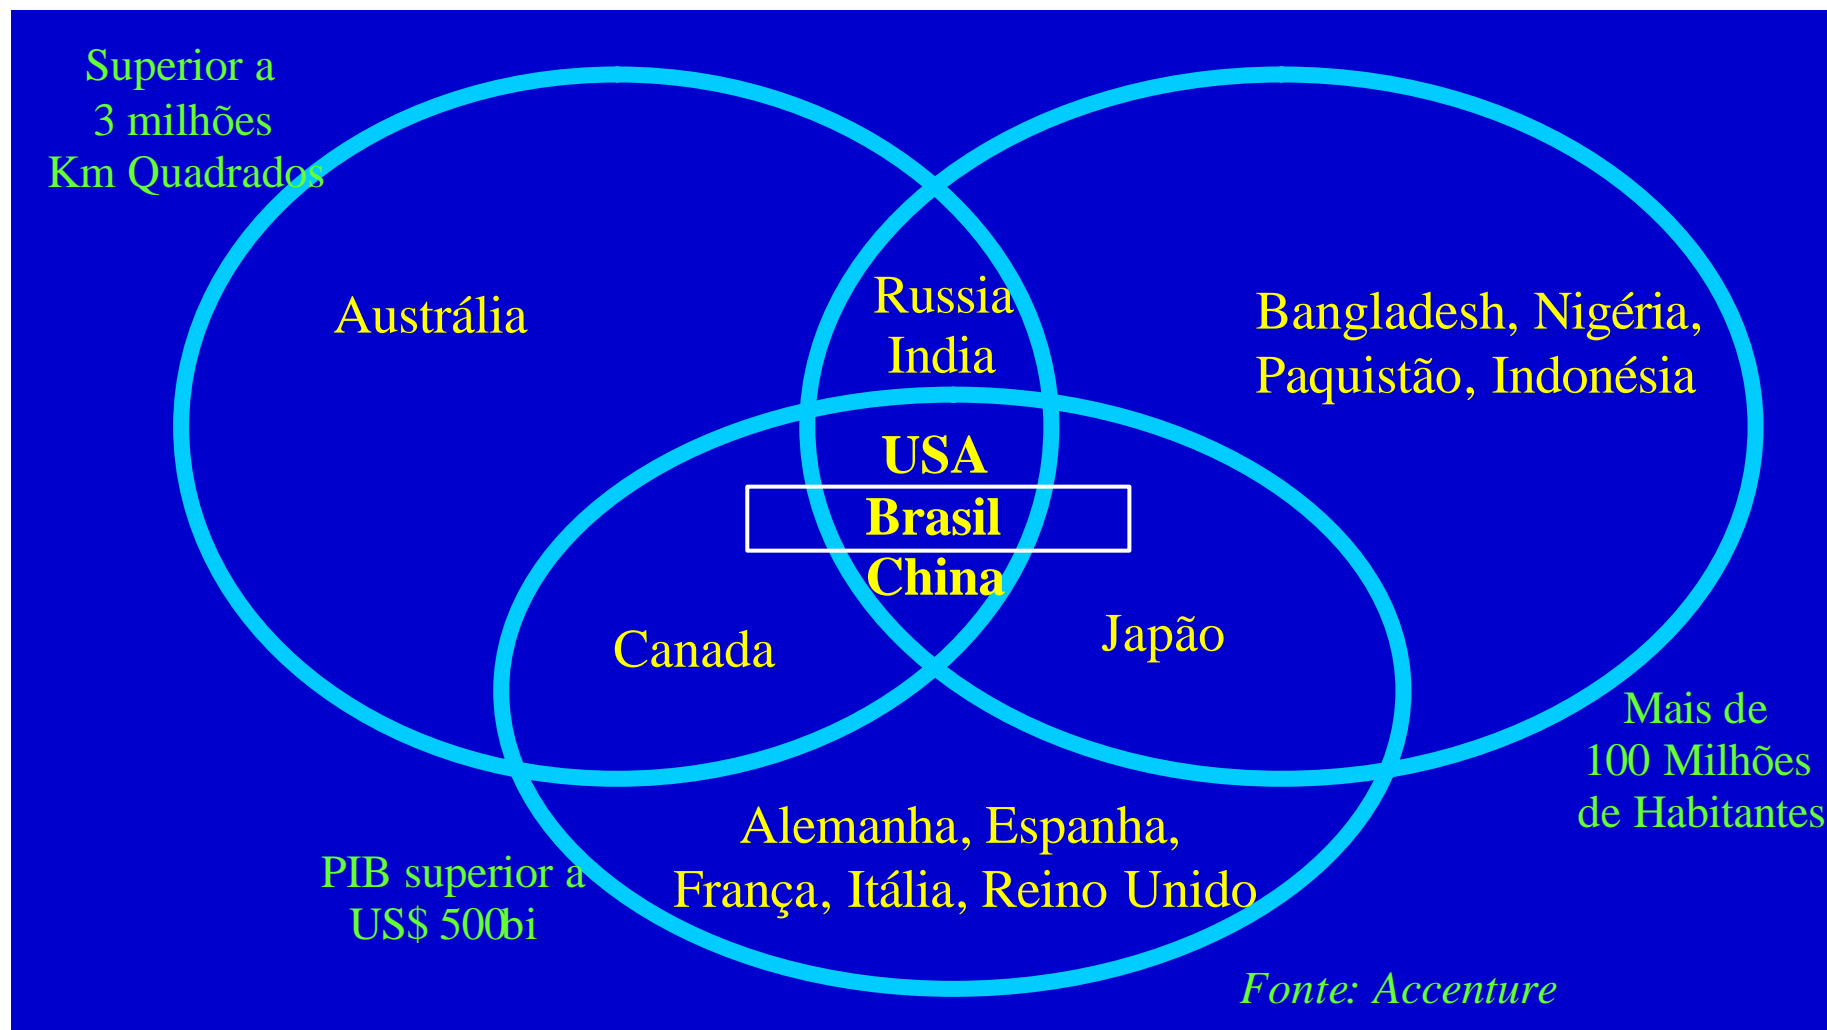 Superior a
3 milhões
Km Quadrados
Austrália
Russia
India
Bangladesh, Nigéria,
Paquistão, Indonésia
USA
Brasil
China
Canada
Japão
Mais de
100 Milhões
de Habitantes
Alemanha, Espanha,
França, Itália, Reino Unido
PIB superior a
US$ 500bi
Fonte: Accenture